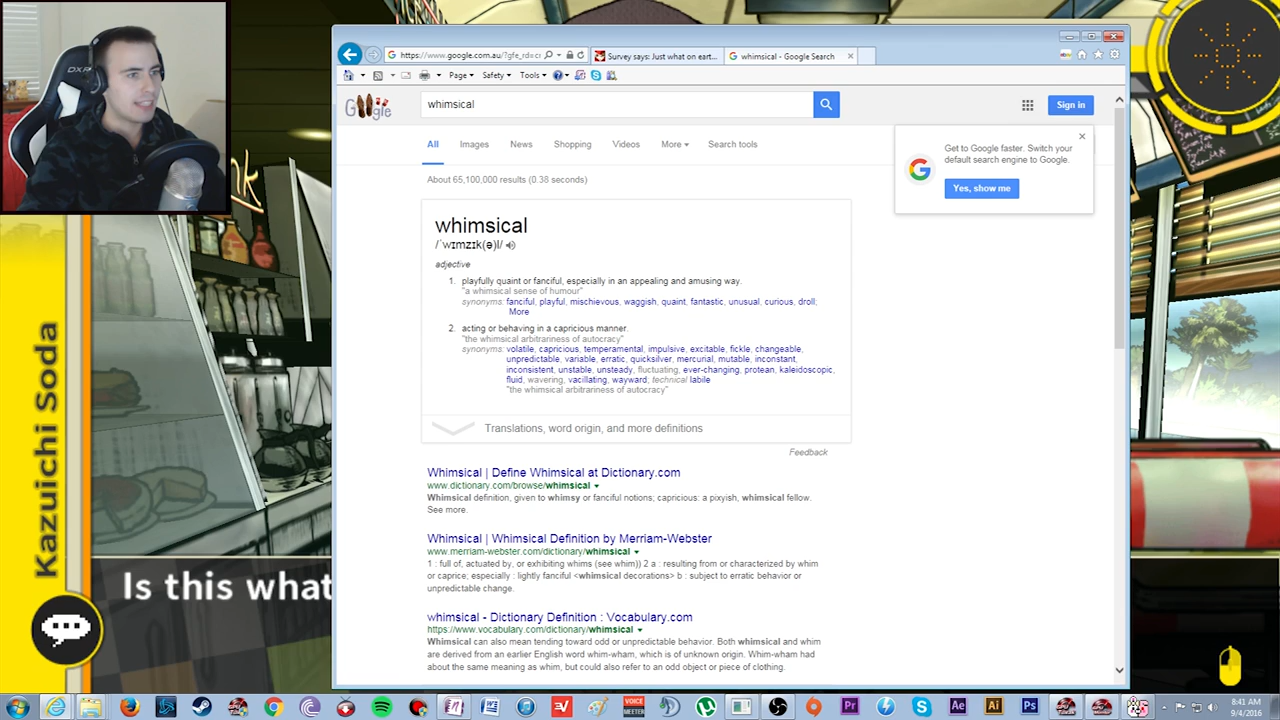 https://www.google.com.au/?gfe_rd=cr
Survey says: Just what on eart...
whimsical - Google Search
Page
Safety
Tools
Google
whimsical
Sign in
All
Images
News
Shopping
Videos
More
Search tools
Get to Google faster. Switch your
default search engine to Google.
Yes, show me
About 65,100,000 results (0.38 seconds)
whimsical
/ˈwɪmzɪk(ə)l/
adjective
1. playfully quaint or fanciful, especially in an appealing and amusing way.
"a whimsical sense of humour"
synonyms: fanciful, playful, mischievous, waggish, quaint, fantastic, unusual, curious, droll;
More
2. acting or behaving in a capricious manner.
"the whimsical arbitrariness of autocracy"
synonyms: volatile, capricious, temperamental, impulsive, excitable, fickle, changeable,
unpredictable, variable, erratic, quicksilver, mercurial, mutable, inconstant,
inconsistent, unstable, unsteady, fluctuating, ever-changing, protean, kaleidoscopic,
fluid, wavering, vacillating, wayward; technical labile
"the whimsical arbitrariness of autocracy"
Translations, word origin, and more definitions
Feedback
Whimsical | Define Whimsical at Dictionary.com
www.dictionary.com/browse/whimsical
Whimsical definition, given to whimsy or fanciful notions; capricious: a pixyish, whimsical fellow.
See more.
Whimsical | Whimsical Definition by Merriam-Webster
www.merriam-webster.com/dictionary/whimsical
1 : full of, actuated by, or exhibiting whims (see whim)) 2 a : resulting from or characterized by whim
or caprice; especially : lightly fanciful <whimsical decorations> b : subject to erratic behavior or
unpredictable change.
whimsical - Dictionary Definition : Vocabulary.com
https://www.vocabulary.com/dictionary/whimsical
Whimsical can also mean tending toward odd or unpredictable behavior. Both whimsical and whim
are derived from an earlier English word whim-wham, which is of unknown origin. Whim-wham had
about the same meaning as whim, but could also refer to an odd object or piece of clothing.
Kazuichi Soda
Is this what
DXR
VOICE
MEETER
Pr
Ae
Ai
Ps
8:41 AM
9/4/2016